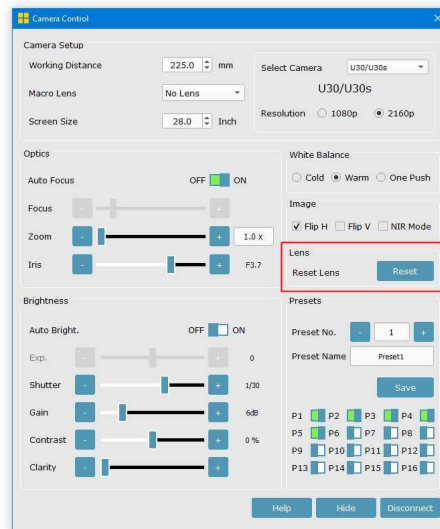 Camera Control
Camera Setup
Working Distance 225.0 mm
Macro Lens No Lens
Screen Size 28.0 Inch
Select Camera U30/U30s
U30/U30s
Resolution 1080p 2160p
Optics
Auto Focus OFF ON
Focus - +
Zoom - + 1.0 x
Iris - + F3.7
White Balance
Cold Warm One Push
Image
Flip H Flip V NIR Mode
Lens
Reset Lens Reset
Brightness
Auto Bright. OFF ON
Exp. - + 0
Shutter - + 1/30
Gain - + 6dB
Contrast - + 0 %
Clarity - +
Presets
Preset No. - 1 +
Preset Name Preset1
Save
P1 P2 P3 P4
P5 P6 P7 P8
P9 P10 P11 P12
P13 P14 P15 P16
Help Hide Disconnect